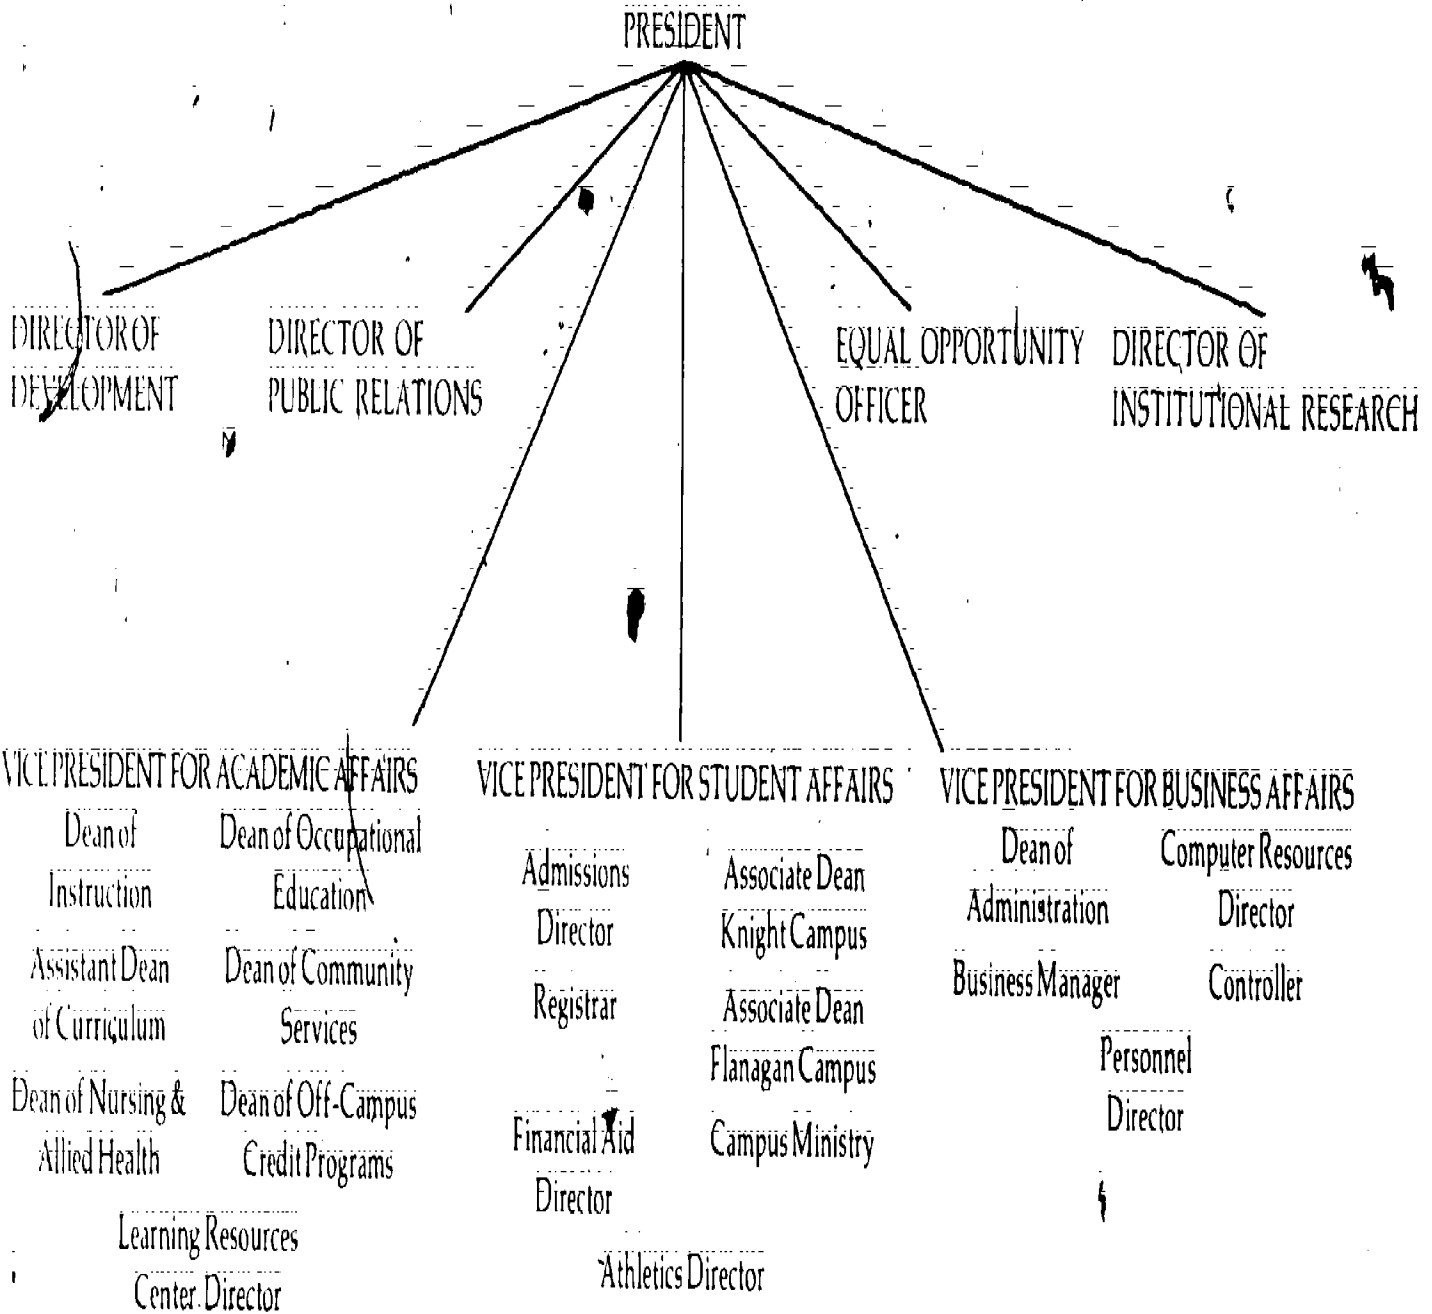 PRESIDENT
DIRECTOR OF
DEVELOPMENT
DIRECTOR OF
PUBLIC RELATIONS
EQUAL OPPORTUNITY
OFFICER
DIRECTOR OF
INSTITUTIONAL RESEARCH
VICE PRESIDENT FOR ACADEMIC AFFAIRS
Dean of
Instruction
Dean of Occupational
Education
Assistant Dean
of Curriculum
Dean of Community
Services
Dean of Nursing &
Allied Health
Dean of Off-Campus
Credit Programs
Learning Resources
Center Director
VICE PRESIDENT FOR STUDENT AFFAIRS
Admissions
Director
Associate Dean
Knight Campus
Registrar
Associate Dean
Flanagan Campus
Financial Aid
Director
Campus Ministry
Athletics Director
VICE PRESIDENT FOR BUSINESS AFFAIRS
Dean of
Administration
Computer Resources
Director
Business Manager
Controller
Personnel
Director